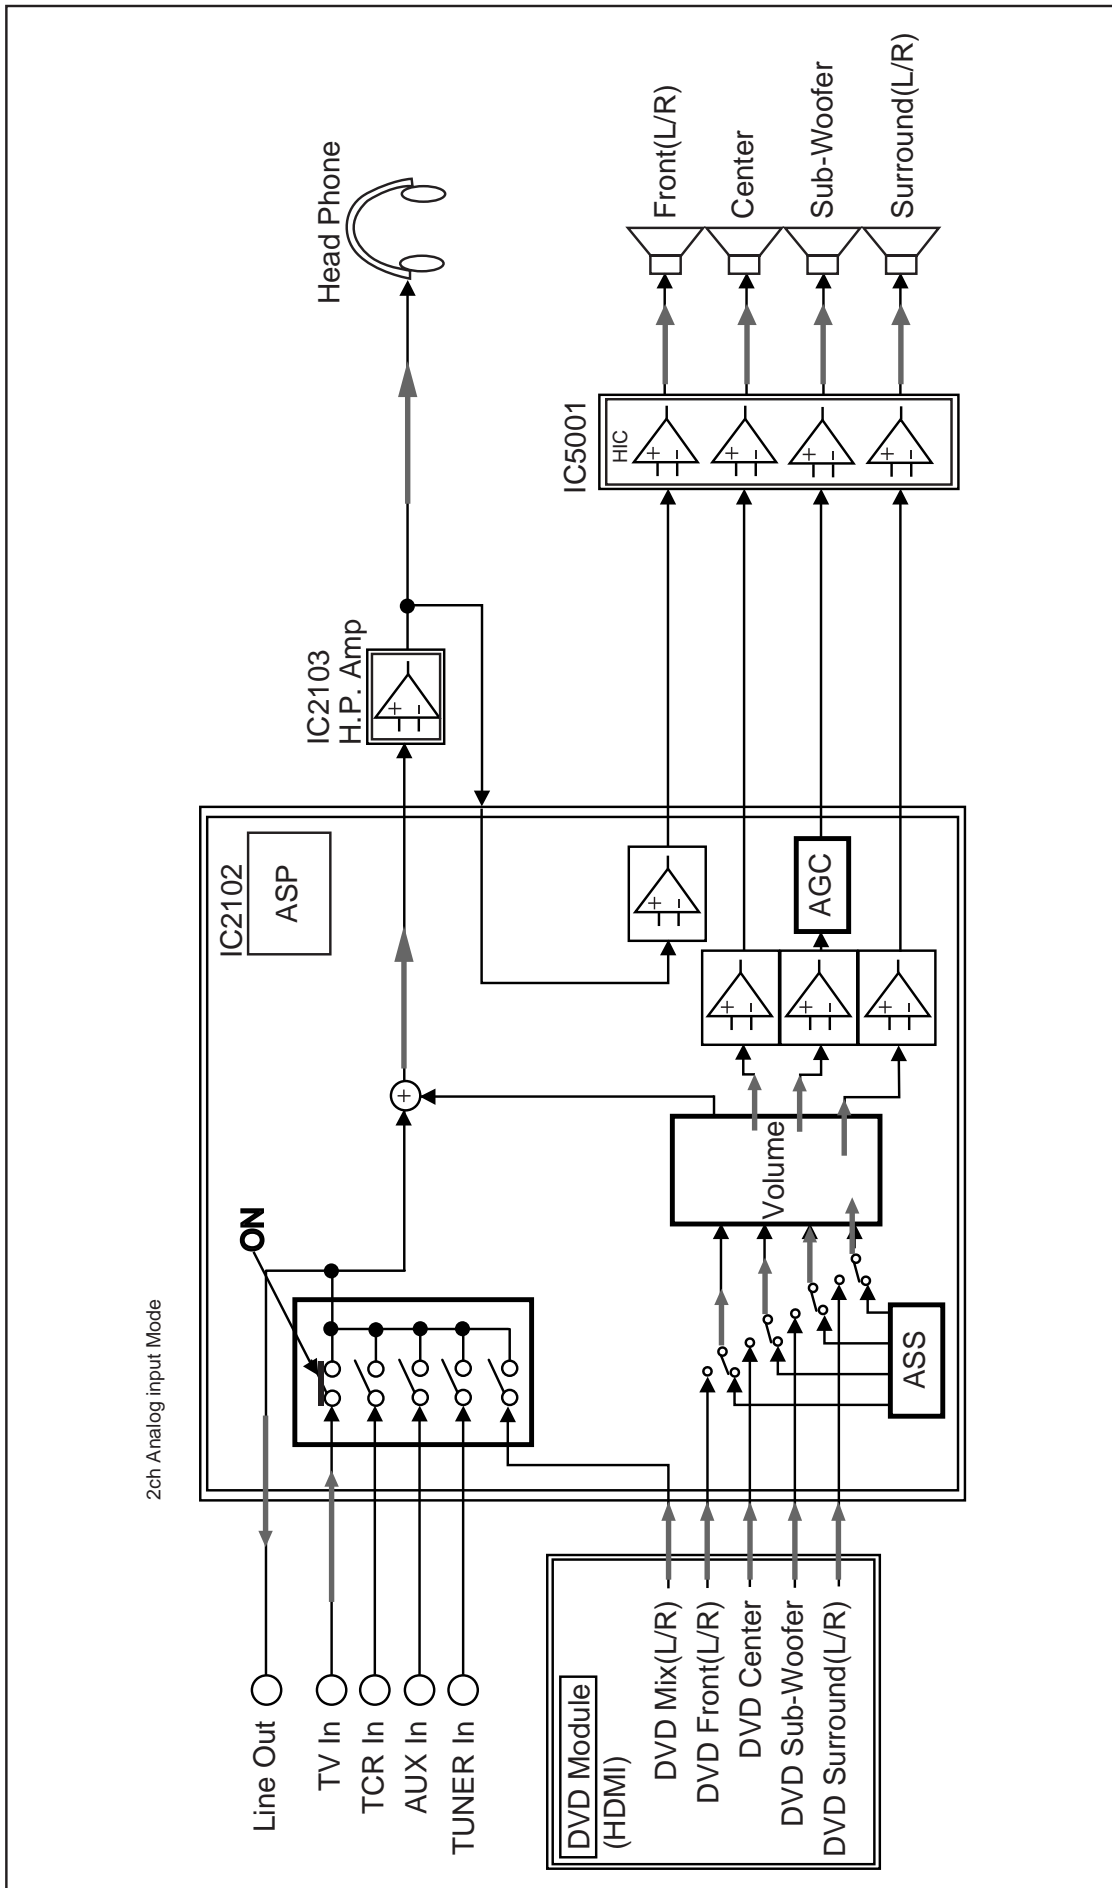 2ch Analog input Mode
Line Out
TV In
TCR In
AUX In
TUNER In
DVD Module
(HDMI)
DVD Mix(L/R)
DVD Front(L/R)
DVD Center
DVD Sub-Woofer
DVD Surround(L/R)
ON
IC2102
ASP
+
Volume
ASS
+
-
+
-
+
-
+
-
AGC
IC2103
H.P. Amp
+
-
Head Phone
IC5001
HIC
+
-
+
-
+
-
+
-
Front(L/R)
Center
Sub-Woofer
Surround(L/R)